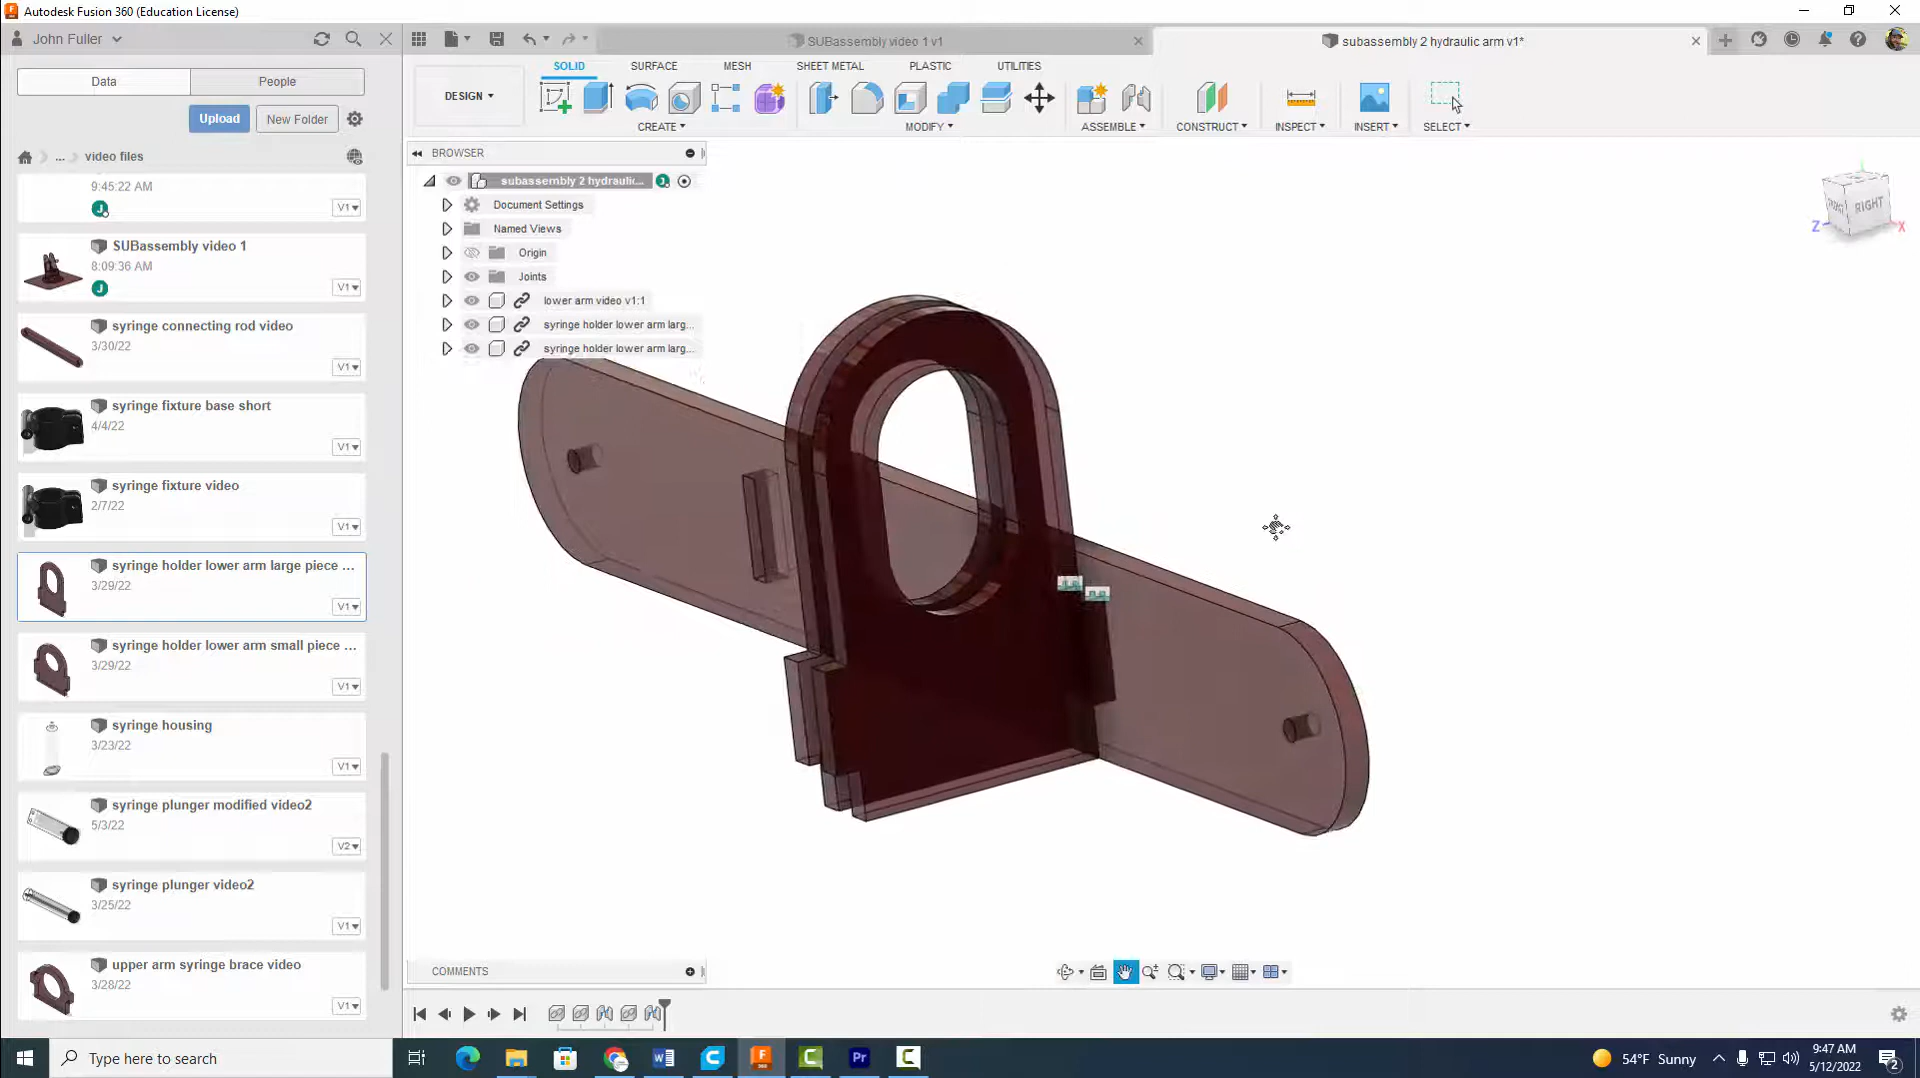 Autodesk Fusion 360 (Education License)
John Fuller
SUBassembly video 1 v1
subassembly 2 hydraulic arm v1*
Data
People
Upload
New Folder
... video files
DESIGN
SOLID
SURFACE
MESH
SHEET METAL
PLASTIC
UTILITIES
CREATE
MODIFY
ASSEMBLE
CONSTRUCT
INSPECT
INSERT
SELECT
BROWSER
subassembly 2 hydraulic...
Document Settings
Named Views
Origin
Joints
lower arm video v1:1
syringe holder lower arm larg...
syringe holder lower arm larg...
9:45:22 AM
J
V1
SUBassembly video 1
8:09:36 AM
J
V1
syringe connecting rod video
3/30/22
V1
syringe fixture base short
4/4/22
V1
syringe fixture video
2/7/22
V1
syringe holder lower arm large piece ...
3/29/22
V1
syringe holder lower arm small piece ...
3/29/22
V1
syringe housing
3/23/22
V1
syringe plunger modified video2
5/3/22
V2
syringe plunger video2
3/25/22
V1
upper arm syringe brace video
3/28/22
V1
RIGHT
Z
X
COMMENTS
Type here to search
54°F Sunny
9:47 AM
5/12/2022
2